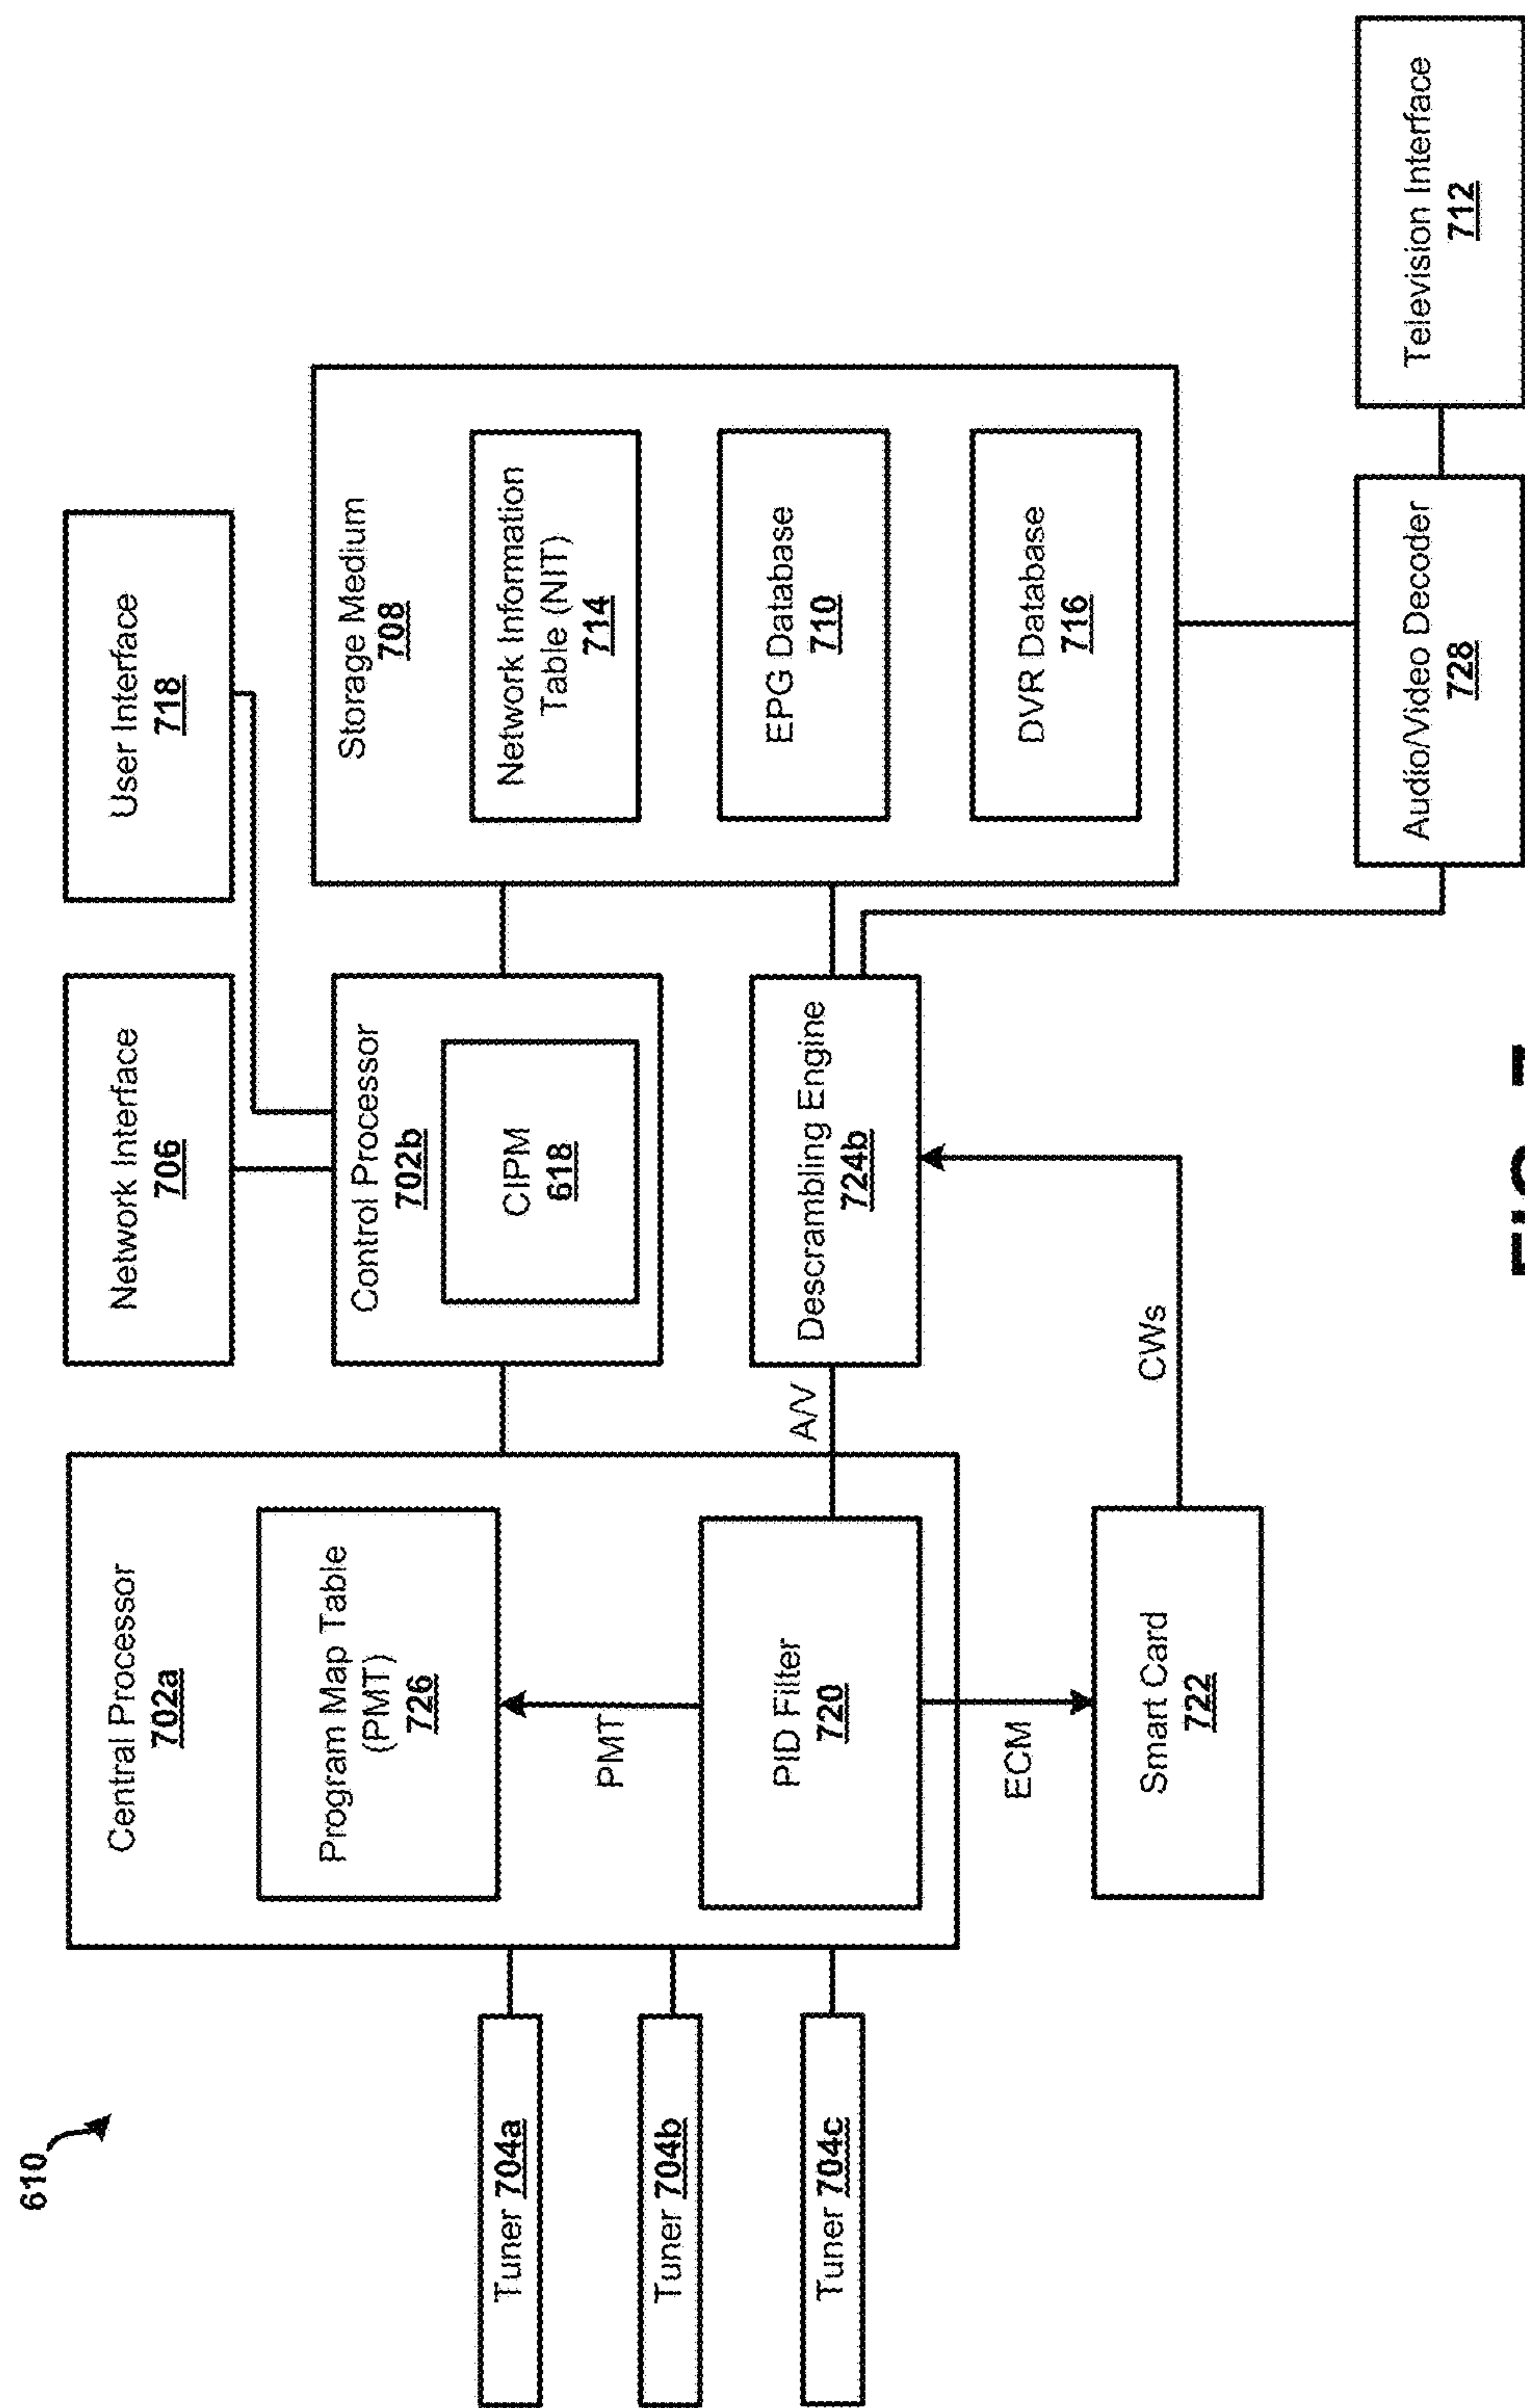 610
Tuner 704a
Tuner 704b
Tuner 704c
Central Processor
702a
Program Map Table
(PMT)
726
PMT
PID Filter
720
ECM
Smart Card
722
A/V
CWs
Network Interface
706
User Interface
718
Control Processor
702b
CIPM
618
Descrambling Engine
724b
Storage Medium
708
Network Information
Table (NIT)
714
EPG Database
710
DVR Database
716
Audio/Video Decoder
728
Television Interface
712